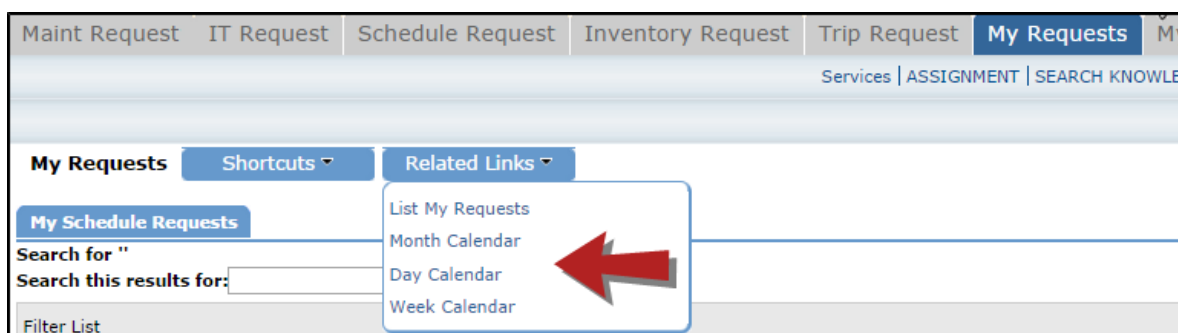 Maint Request IT Request Schedule Request Inventory Request Trip Request My Requests
Services | ASSIGNMENT | SEARCH
My Requests Shortcuts Related Links
List My Requests
My Schedule Requests
Month Calendar
Search for ''
Day Calendar
Search this results for:
Week Calendar
Filter List